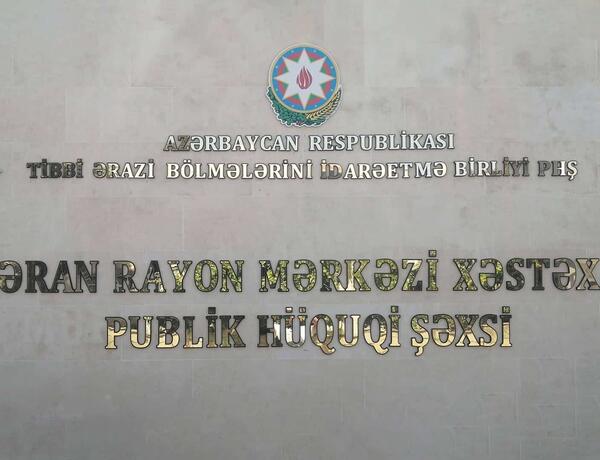 AZƏRBAYCAN RESPUBLİKASI
TİBBİ ƏRAZİ BÖLMƏLƏRİNİ İDARƏETMƏ BİRLİYİ PHŞ
ƏRAN RAYON MƏRKƏZİ XƏSTƏX
PUBLİK HÜQUQİ ŞƏXSİ